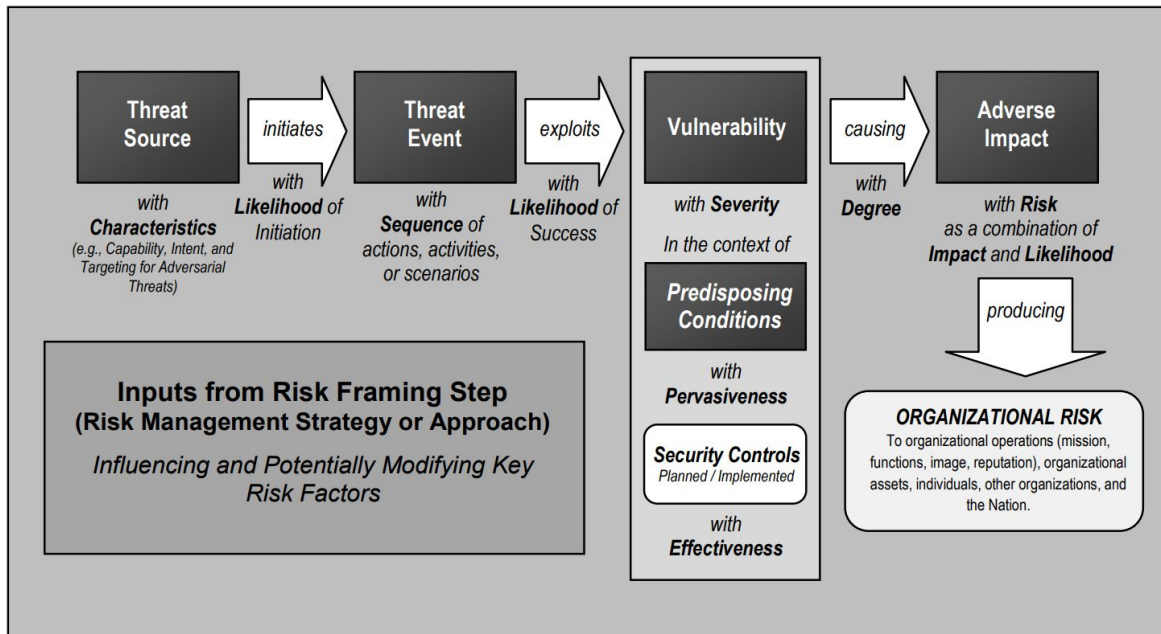 Threat
Source
initiates
Threat
Event
exploits
Vulnerability
causing
Adverse
Impact
with
Characteristics
(e.g., Capability, Intent, and
Targeting for Adversarial
Threats)
with
Likelihood of
Initiation
with
Sequence of
actions, activities,
or scenarios
with
Likelihood of
Success
with Severity
In the context of
Predisposing
Conditions
with
Pervasiveness
Security Controls
Planned / Implemented
with
Effectiveness
with
Degree
with Risk
as a combination of
Impact and Likelihood
producing
ORGANIZATIONAL RISK
To organizational operations (mission,
functions, image, reputation), organizational
assets, individuals, other organizations, and
the Nation.
Inputs from Risk Framing Step
(Risk Management Strategy or Approach)
Influencing and Potentially Modifying Key
Risk Factors